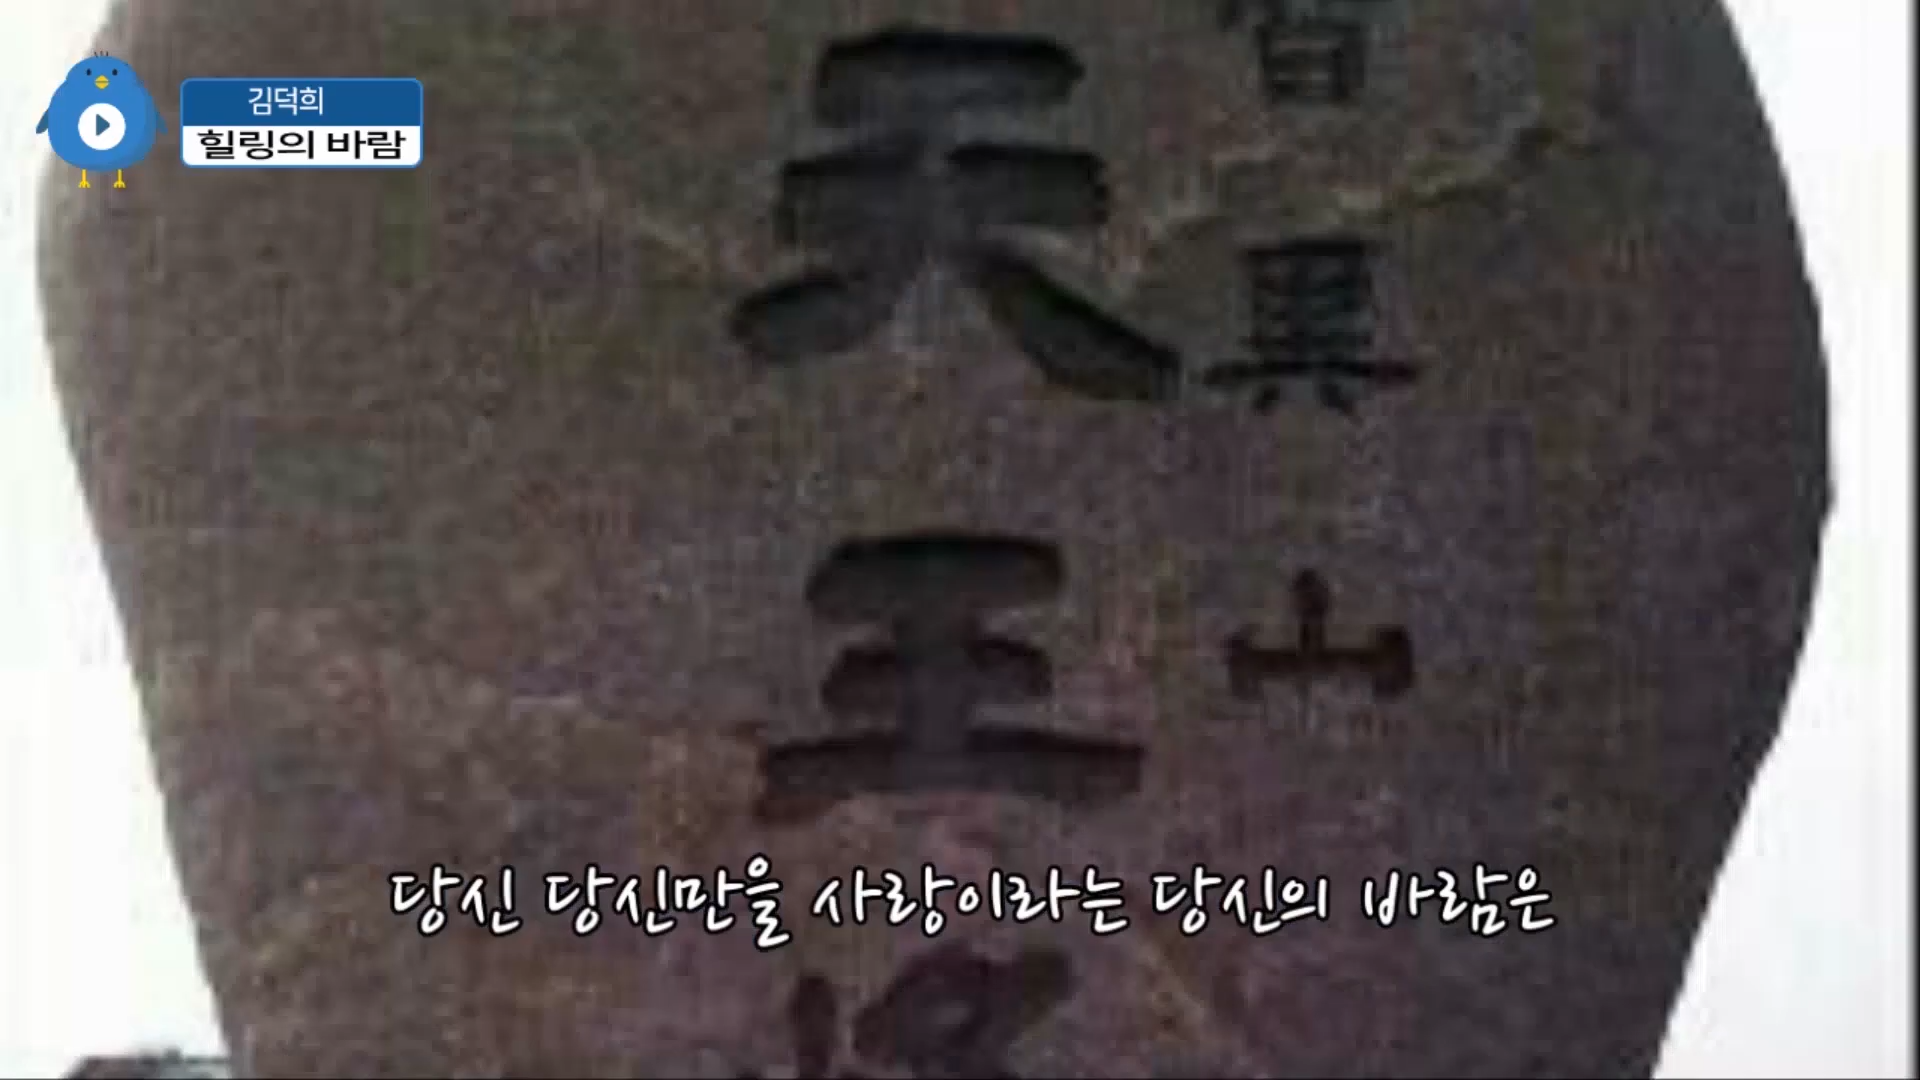 김덕희
힐링의 바람
異山
天王
당신 당신만을 사랑이라는 당신의 바람은